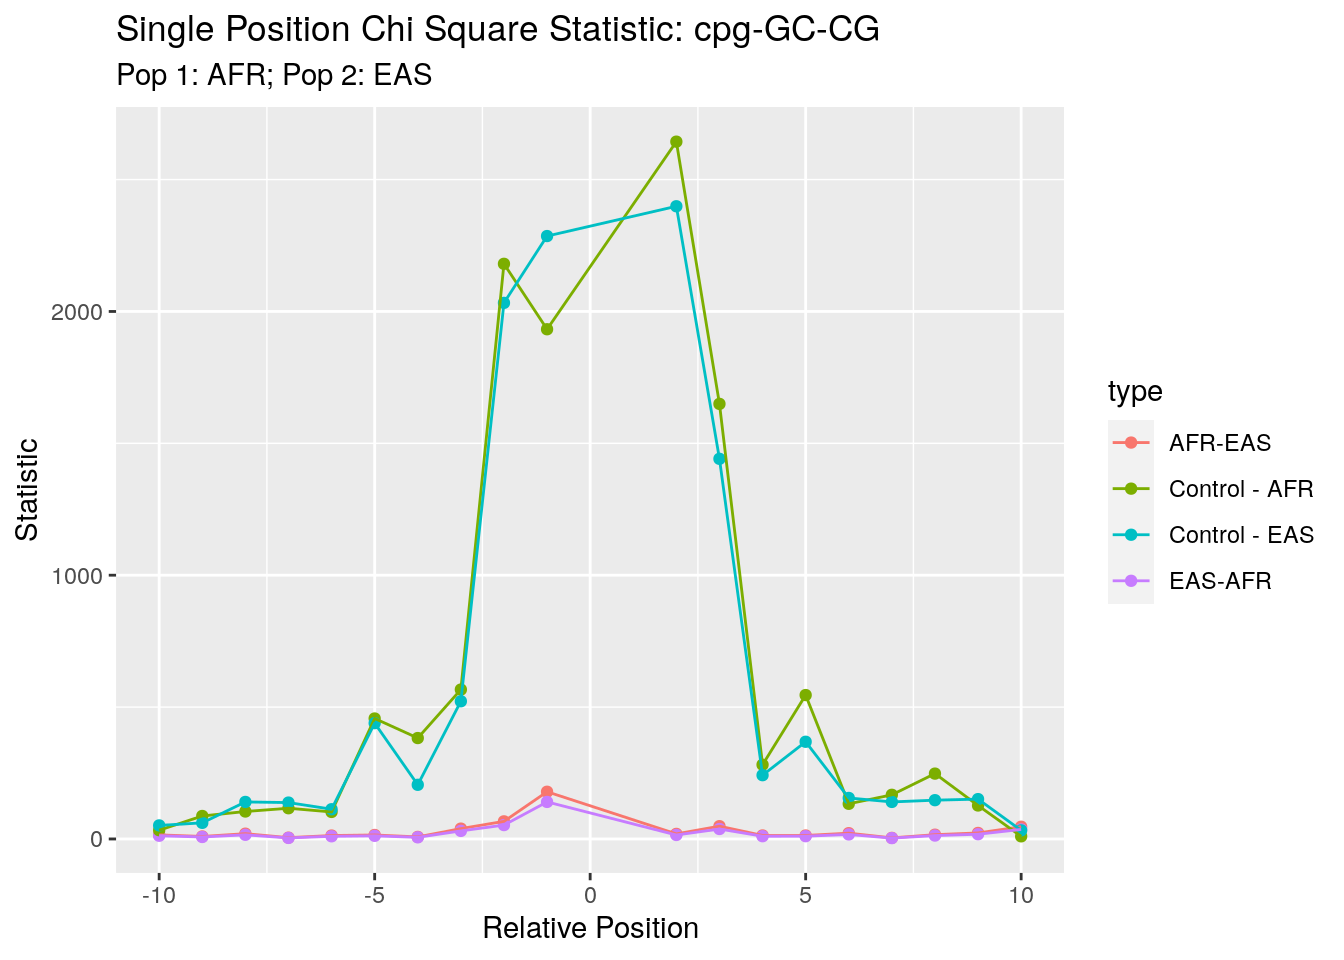 Single Position Chi Square Statistic: cpg-GC-CG
Pop 1: AFR; Pop 2: EAS
Statistic
2000
1000
0
-10
-5
0
5
10
Relative Position
type
AFR-EAS
Control - AFR
Control - EAS
EAS-AFR